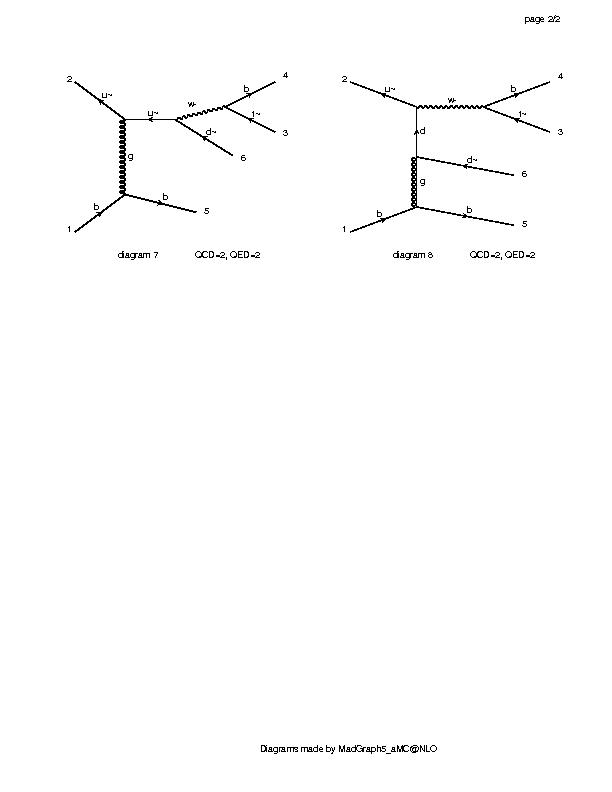 page 2/2
2
u~
g
b
1
u~
w-
d~
b
t~
4
3
6
b
5
diagram 7 QCD=2, QED=2
2
u~
w-
b
t~
4
3
d
d~
6
g
b
1
b
5
diagram 8 QCD=2, QED=2
Diagrams made by MadGraph5_aMC@NLO